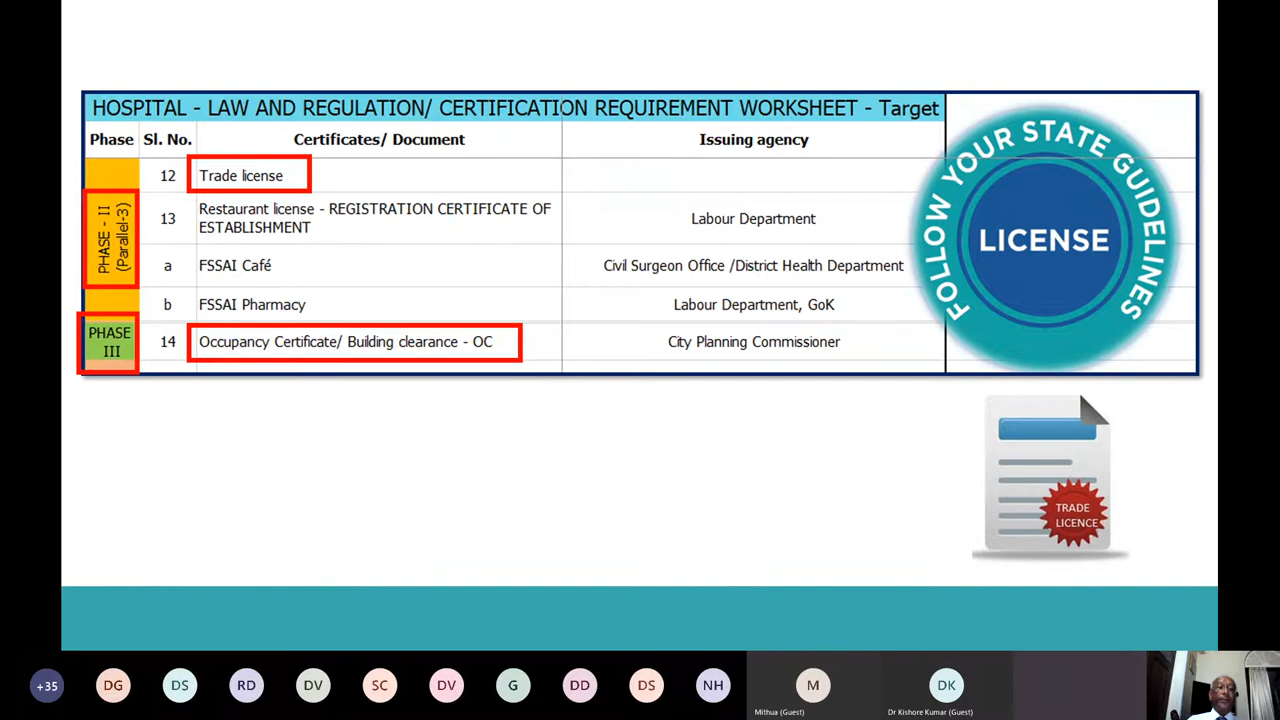 HOSPITAL - LAW AND REGULATION/ CERTIFICATION REQUIREMENT WORKSHEET - Target
Phase Sl. No. Certificates/ Document Issuing agency
12 Trade license
PHASE - II
(Parallel-3)
13 Restaurant license - REGISTRATION CERTIFICATE OF
ESTABLISHMENT Labour Department
a FSSAI Café Civil Surgeon Office /District Health Department
b FSSAI Pharmacy Labour Department, GoK
PHASE
III
14 Occupancy Certificate/ Building clearance - OC City Planning Commissioner
FOLLOW YOUR STATE GUIDELINES
LICENSE
TRADE
LICENCE
+35 DG DS RD DV SC DV G DD DS NH M DK
Mithua (Guest) Dr Kishore Kumar (Guest)